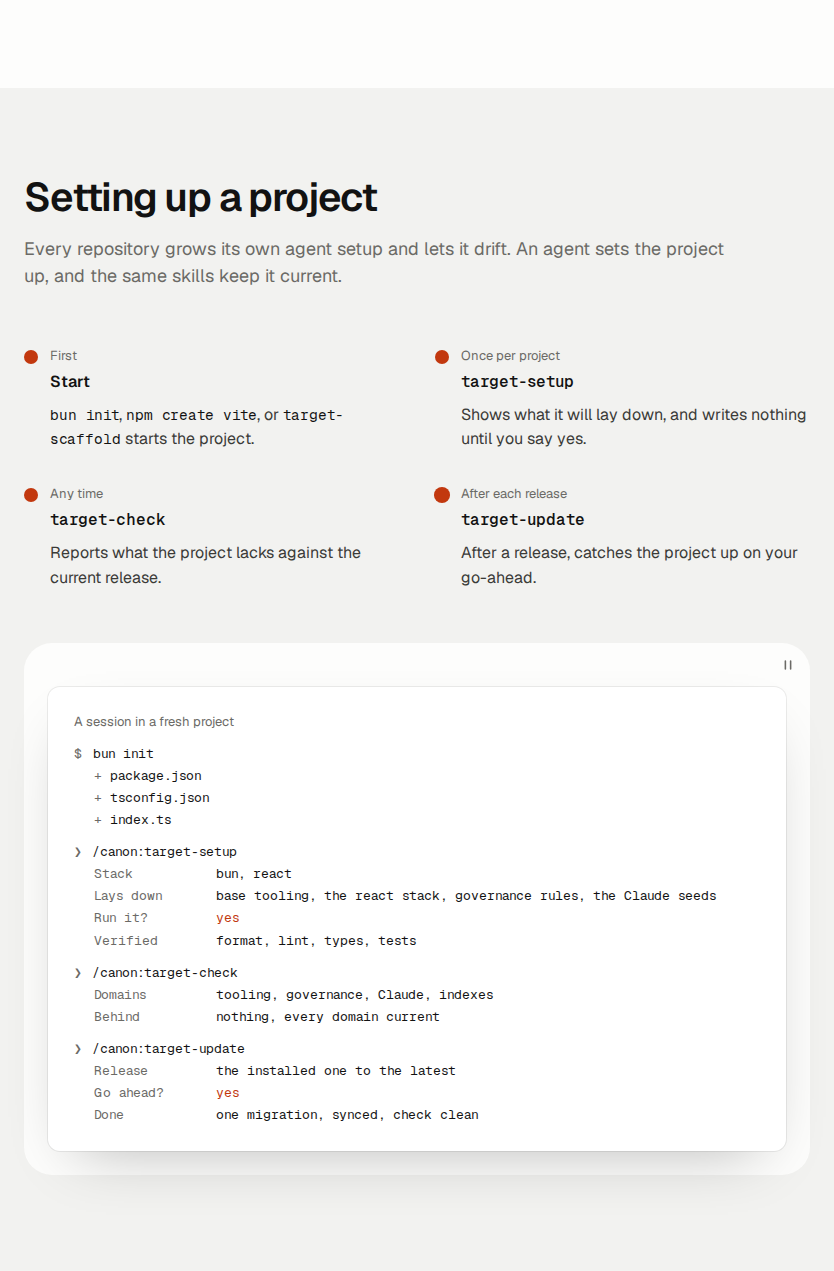 Setting up a project
Every repository grows its own agent setup and lets it drift. An agent sets the project
up, and the same skills keep it current.
First
Start
bun init, npm create vite, or target-
scaffold starts the project.
Once per project
target-setup
Shows what it will lay down, and writes nothing
until you say yes.
Any time
target-check
Reports what the project lacks against the
current release.
After each release
target-update
After a release, catches the project up on your
go-ahead.
A session in a fresh project
$ bun init
+ package.json
+ tsconfig.json
+ index.ts
❯ /canon:target-setup
Stack bun, react
Lays down base tooling, the react stack, governance rules, the Claude seeds
Run it? yes
Verified format, lint, types, tests
❯ /canon:target-check
Domains tooling, governance, Claude, indexes
Behind nothing, every domain current
❯ /canon:target-update
Release the installed one to the latest
Go ahead? yes
Done one migration, synced, check clean